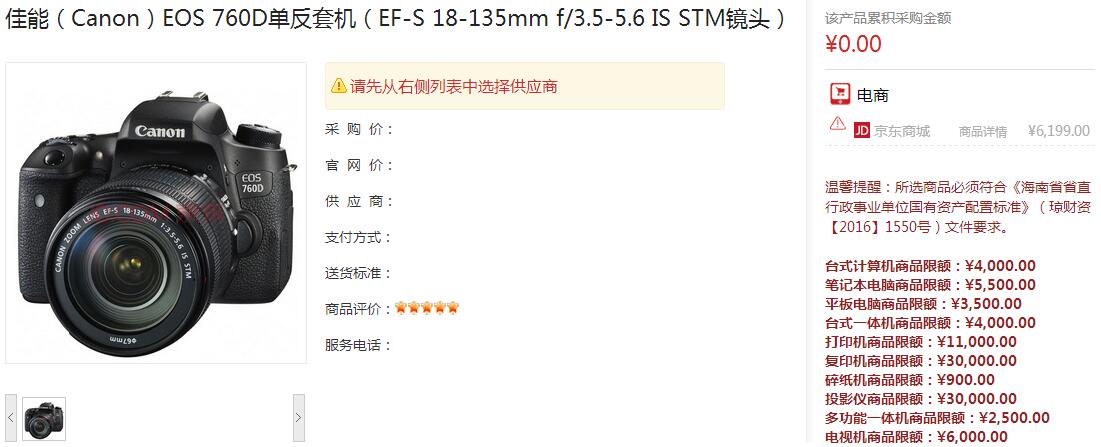 佳能（Canon）EOS 760D单反套机（EF-S 18-135mm f/3.5-5.6 IS STM镜头）
Canon
EOS
760D
CANON ZOOM LENS EF-S 18-135mm 1:3.5-5.6 IS STM
Φ67mm
请先从右侧列表中选择供应商
采 购 价：
官 网 价：
供 应 商：
支付方式：
送货标准：
商品评价：
服务电话：
该产品累积采购金额
¥0.00
电商
JD 京东商城 商品详情 ¥6,199.00
温馨提醒：所选商品必须符合《海南省省直
行政事业单位国有资产配置标准》（琼财资
【2016】1550号）文件要求。
台式计算机商品限额：¥4,000.00
笔记本电脑商品限额：¥5,500.00
平板电脑商品限额：¥3,500.00
台式一体机商品限额：¥4,000.00
打印机商品限额：¥11,000.00
复印机商品限额：¥30,000.00
碎纸机商品限额：¥900.00
投影仪商品限额：¥30,000.00
多功能一体机商品限额：¥2,500.00
电视机商品限额：¥6,000.00